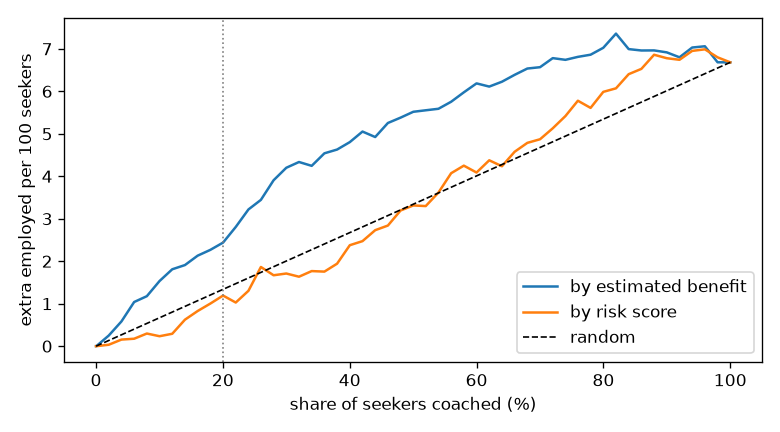 extra employed per 100 seekers
7
6
5
4
3
2
1
0
by estimated benefit
by risk score
random
0 20 40 60 80 100
share of seekers coached (%)